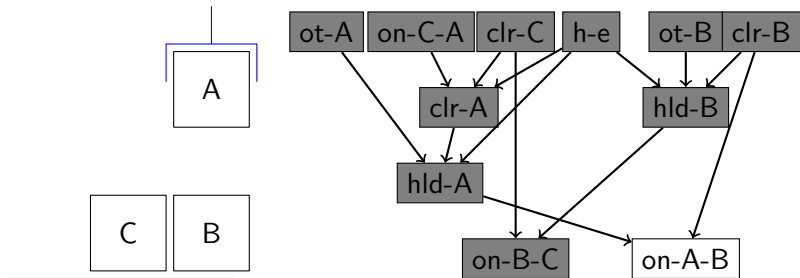 ot-A on-C-A clr-C h-e ot-B clr-B
A
clr-A hld-B
hld-A
C B
on-B-C on-A-B